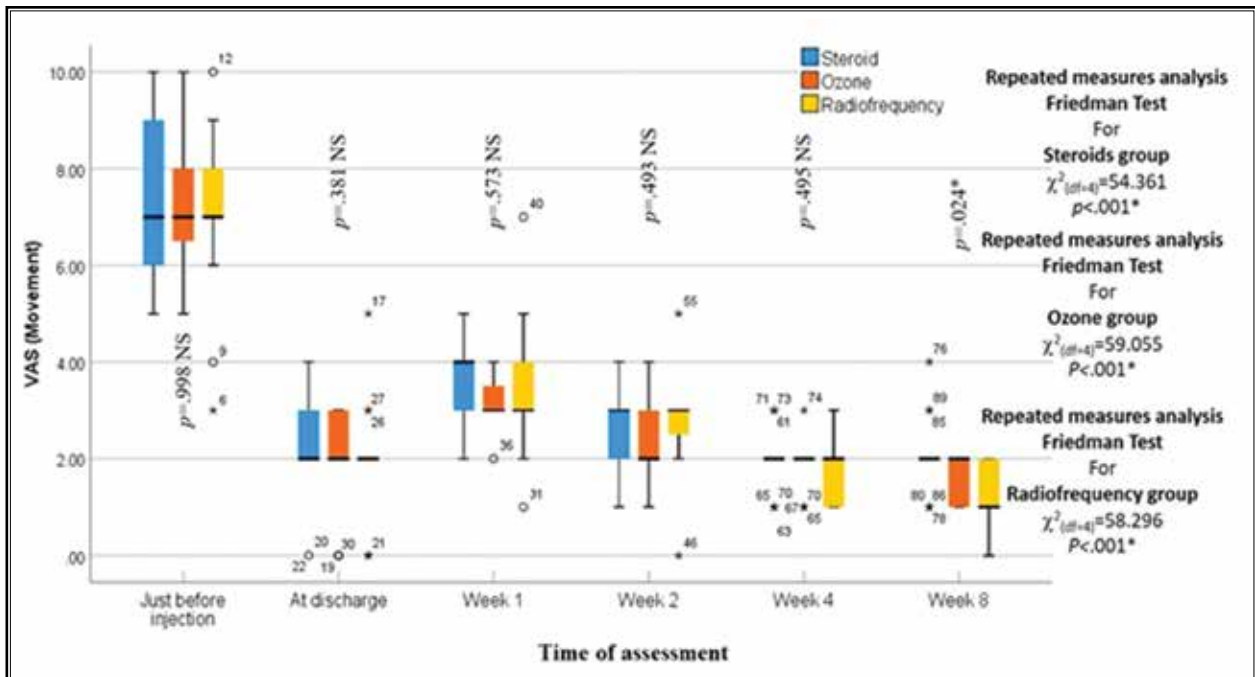 VAS (Movement)
10.00
8.00
6.00
4.00
2.00
.00
Steroid
Ozone
Radiofrequency
p=.998 NS
p=.381 NS
p=.573 NS
p=.493 NS
p=.495 NS
p=.024*
12
9
6
17
27
26
20
22
30
19
21
40
36
31
55
46
71 73
61
74
65 70
67
63
70
65
76
89
85
80 86
78
Just before
injection
At discharge
Week 1
Week 2
Week 4
Week 8
Time of assessment
Repeated measures analysis
Friedman Test
For
Steroids group
χ²(df=4)=54.361
p<.001*
Repeated measures analysis
Friedman Test
For
Ozone group
χ²(df=4)=59.055
P<.001*
Repeated measures analysis
Friedman Test
For
Radiofrequency group
χ²(df=4)=58.296
P<.001*